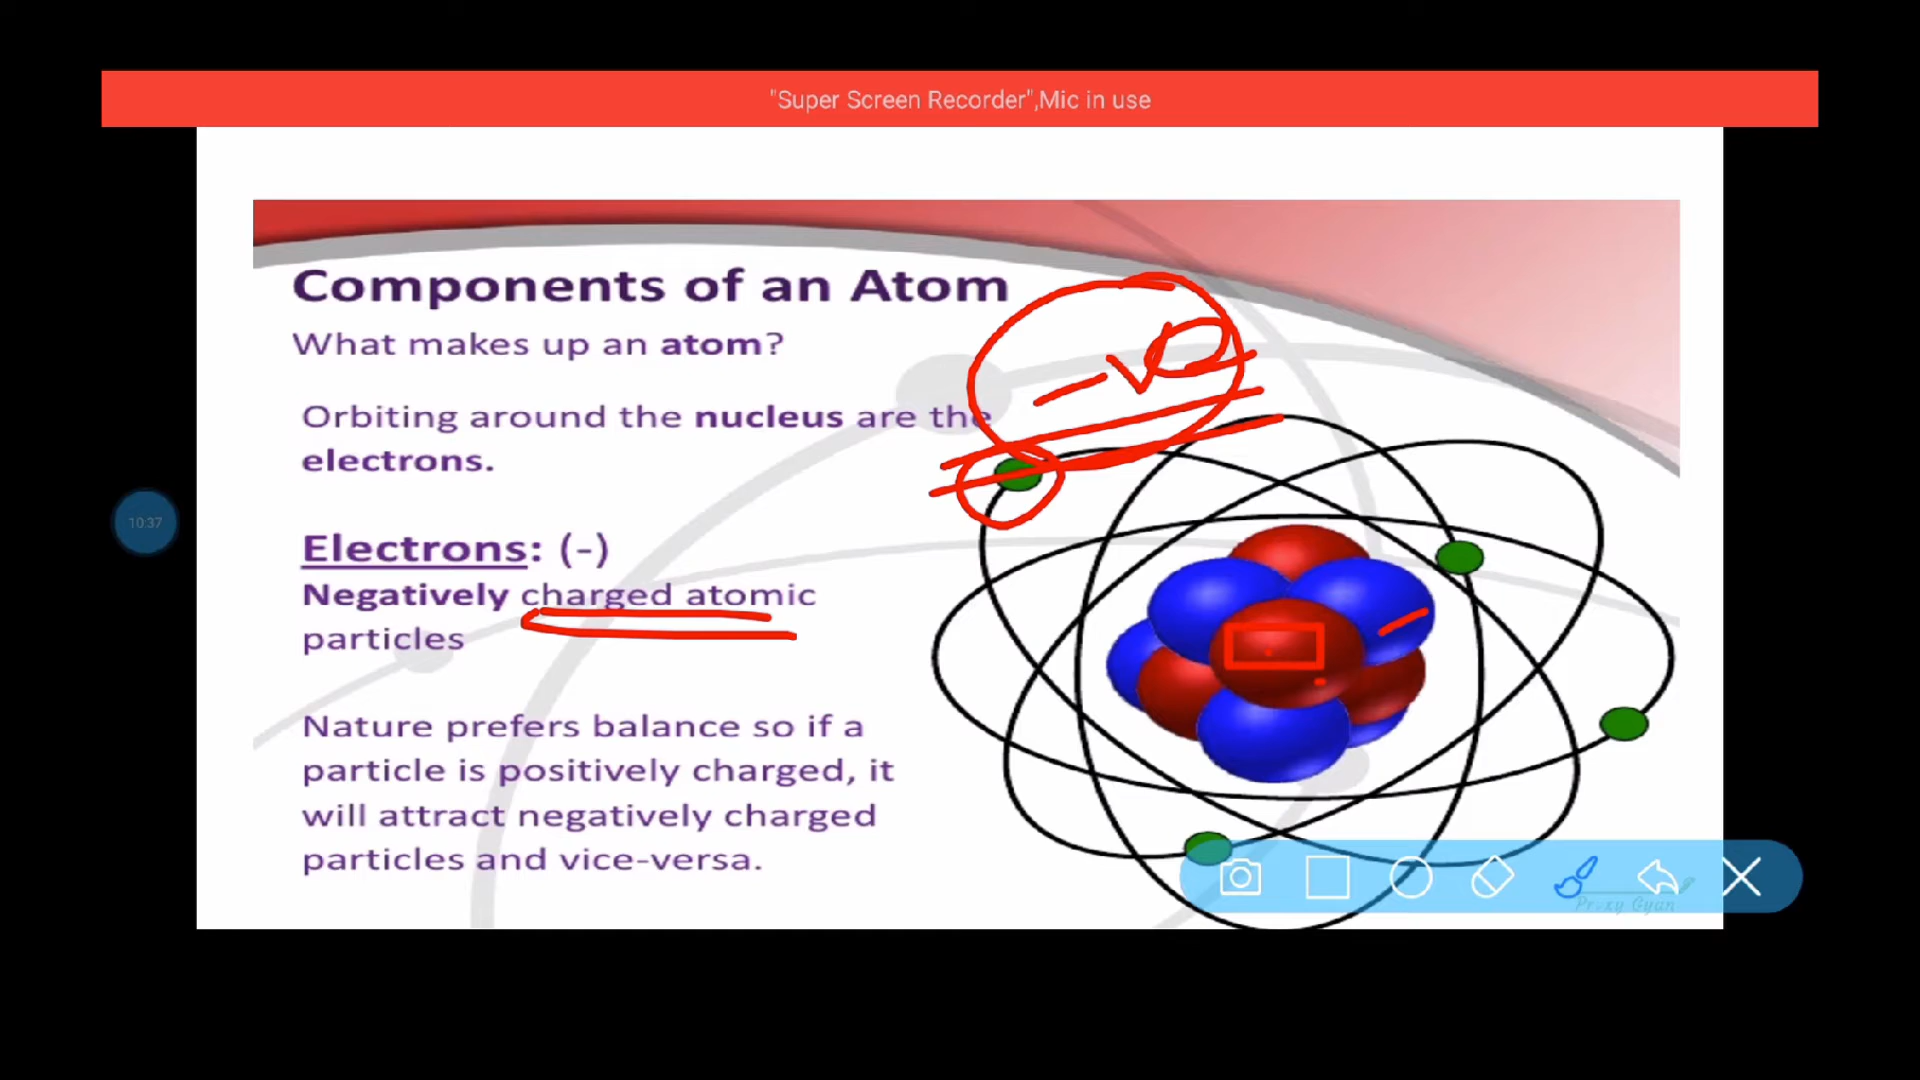 "Super Screen Recorder",Mic in use
Components of an Atom
What makes up an atom?
Orbiting around the nucleus are the
electrons.
-ve
Electrons: (-)
Negatively charged atomic
particles
Nature prefers balance so if a
particle is positively charged, it
will attract negatively charged
particles and vice-versa.
10:37
Proxy Gyan